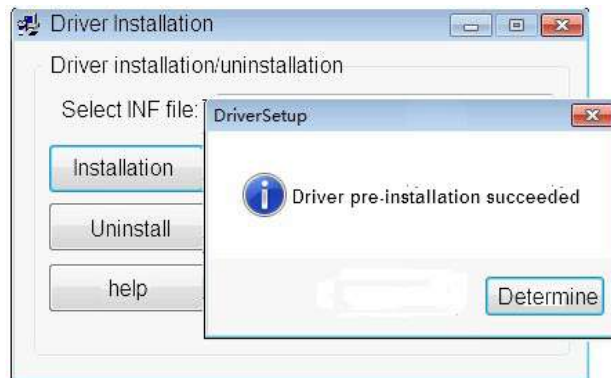 Driver Installation
Driver installation/uninstallation
Select INF file:
DriverSetup
Installation
Driver pre-installation succeeded
Uninstall
help
Determine